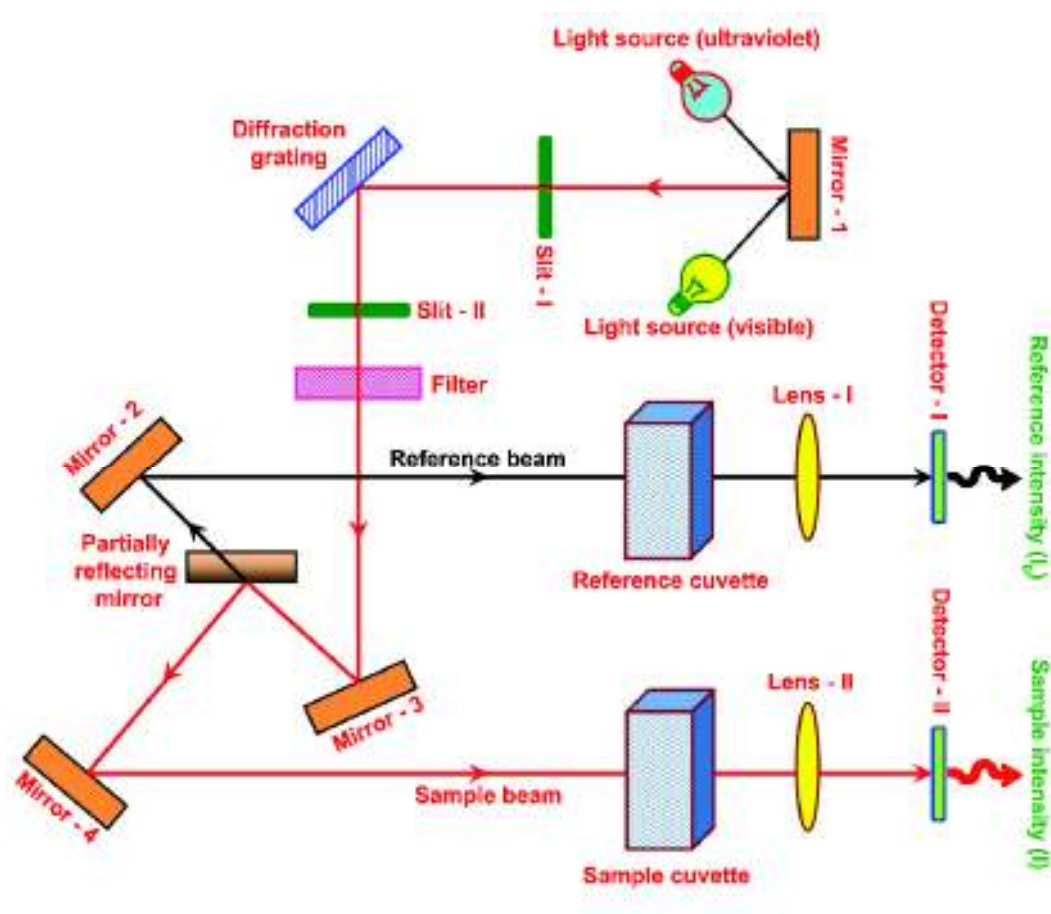 Light source (ultraviolet)
Diffraction
grating
Mirror - 1
Slit - I
Slit - II
Light source (visible)
Filter
Lens - I
Detector - I
Reference intensity (I₀)
Mirror - 2
Reference beam
Partially
reflecting
mirror
Reference cuvette
Mirror - 3
Lens - II
Detector - II
Sample intensity (I)
Mirror - 4
Sample beam
Sample cuvette